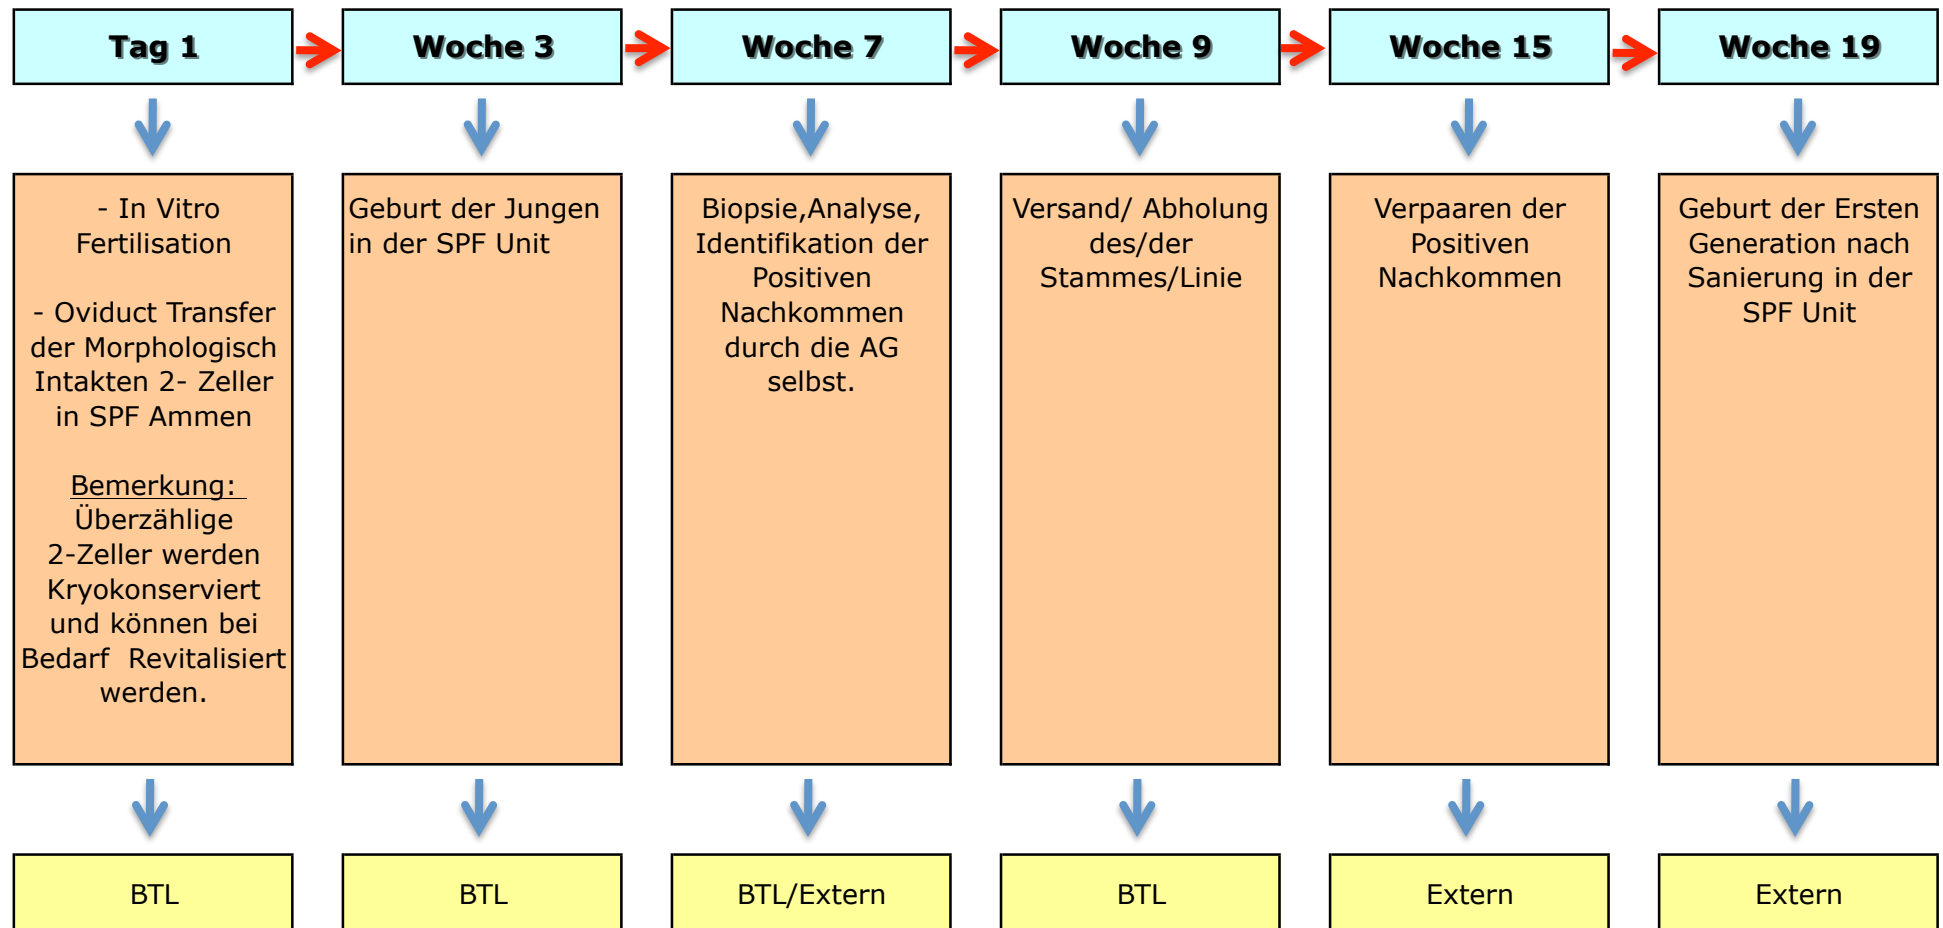 Tag 1
Woche 3
Woche 7
Woche 9
Woche 15
Woche 19
- In Vitro
Fertilisation
- Oviduct Transfer
der Morphologisch
Intakten 2- Zeller
in SPF Ammen
Bemerkung:
Überzählige
2-Zeller werden
Kryokonserviert
und können bei
Bedarf  Revitalisiert
werden.
Geburt der Jungen
in der SPF Unit
Biopsie,Analyse,
Identifikation der
Positiven
Nachkommen
durch die AG
selbst.
Versand/ Abholung
des/der
Stammes/Linie
Verpaaren der
Positiven
Nachkommen
Geburt der Ersten
Generation nach
Sanierung in der
SPF Unit
BTL
BTL
BTL/Extern
BTL
Extern
Extern